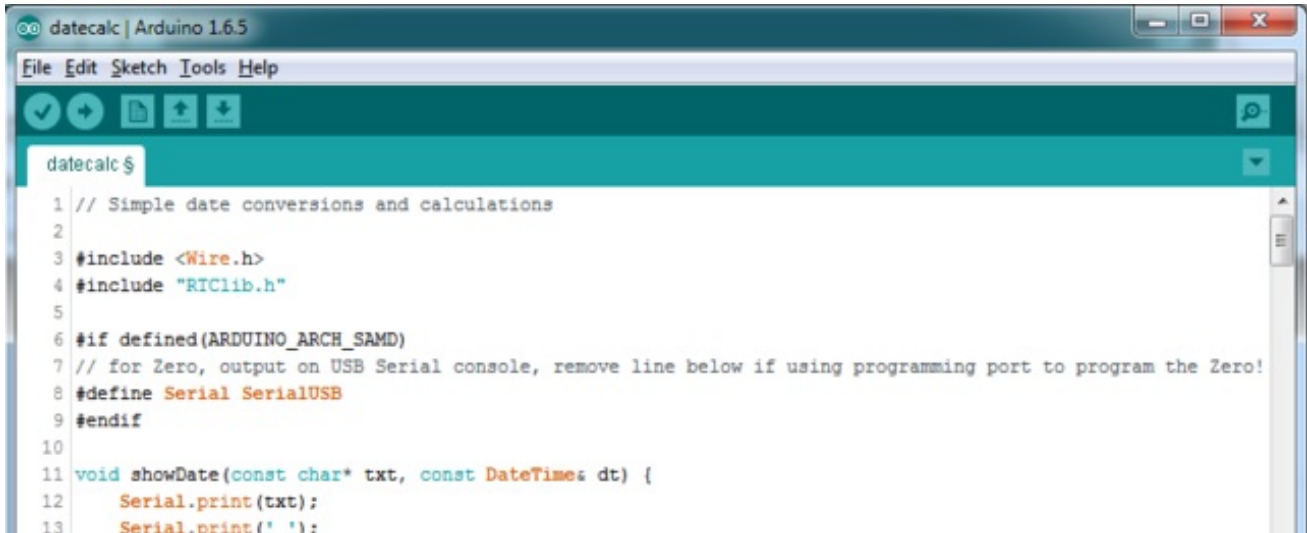 datecalc | Arduino 1.6.5
File Edit Sketch Tools Help
datecalc §
1 // Simple date conversions and calculations
2
3 #include <Wire.h>
4 #include "RTClib.h"
5
6 #if defined(ARDUINO_ARCH_SAMD)
7 // for Zero, output on USB Serial console, remove line below if using programming port to program the Zero!
8 #define Serial SerialUSB
9 #endif
10
11 void showDate(const char* txt, const DateTime& dt) {
12     Serial.print(txt);
13     Serial.print(' ');